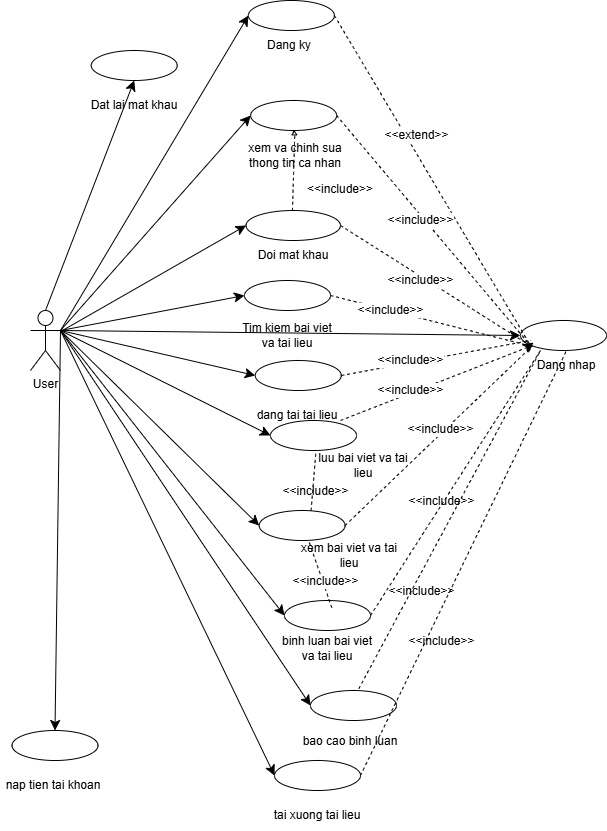 Dang ky
Dat lai mat khau
<<extend>>
xem va chinh sua
thong tin ca nhan
<<include>>
<<include>>
Doi mat khau
<<include>>
<<include>>
Tim kiem bai viet
va tai lieu
User
<<include>>
Dang nhap
<<include>>
dang tai tai lieu
<<include>>
luu bai viet va tai
lieu
<<include>>
<<include>>
xem bai viet va tai
lieu
<<include>>
<<include>>
binh luan bai viet
va tai lieu
<<include>>
bao cao binh luan
nap tien tai khoan
tai xuong tai lieu